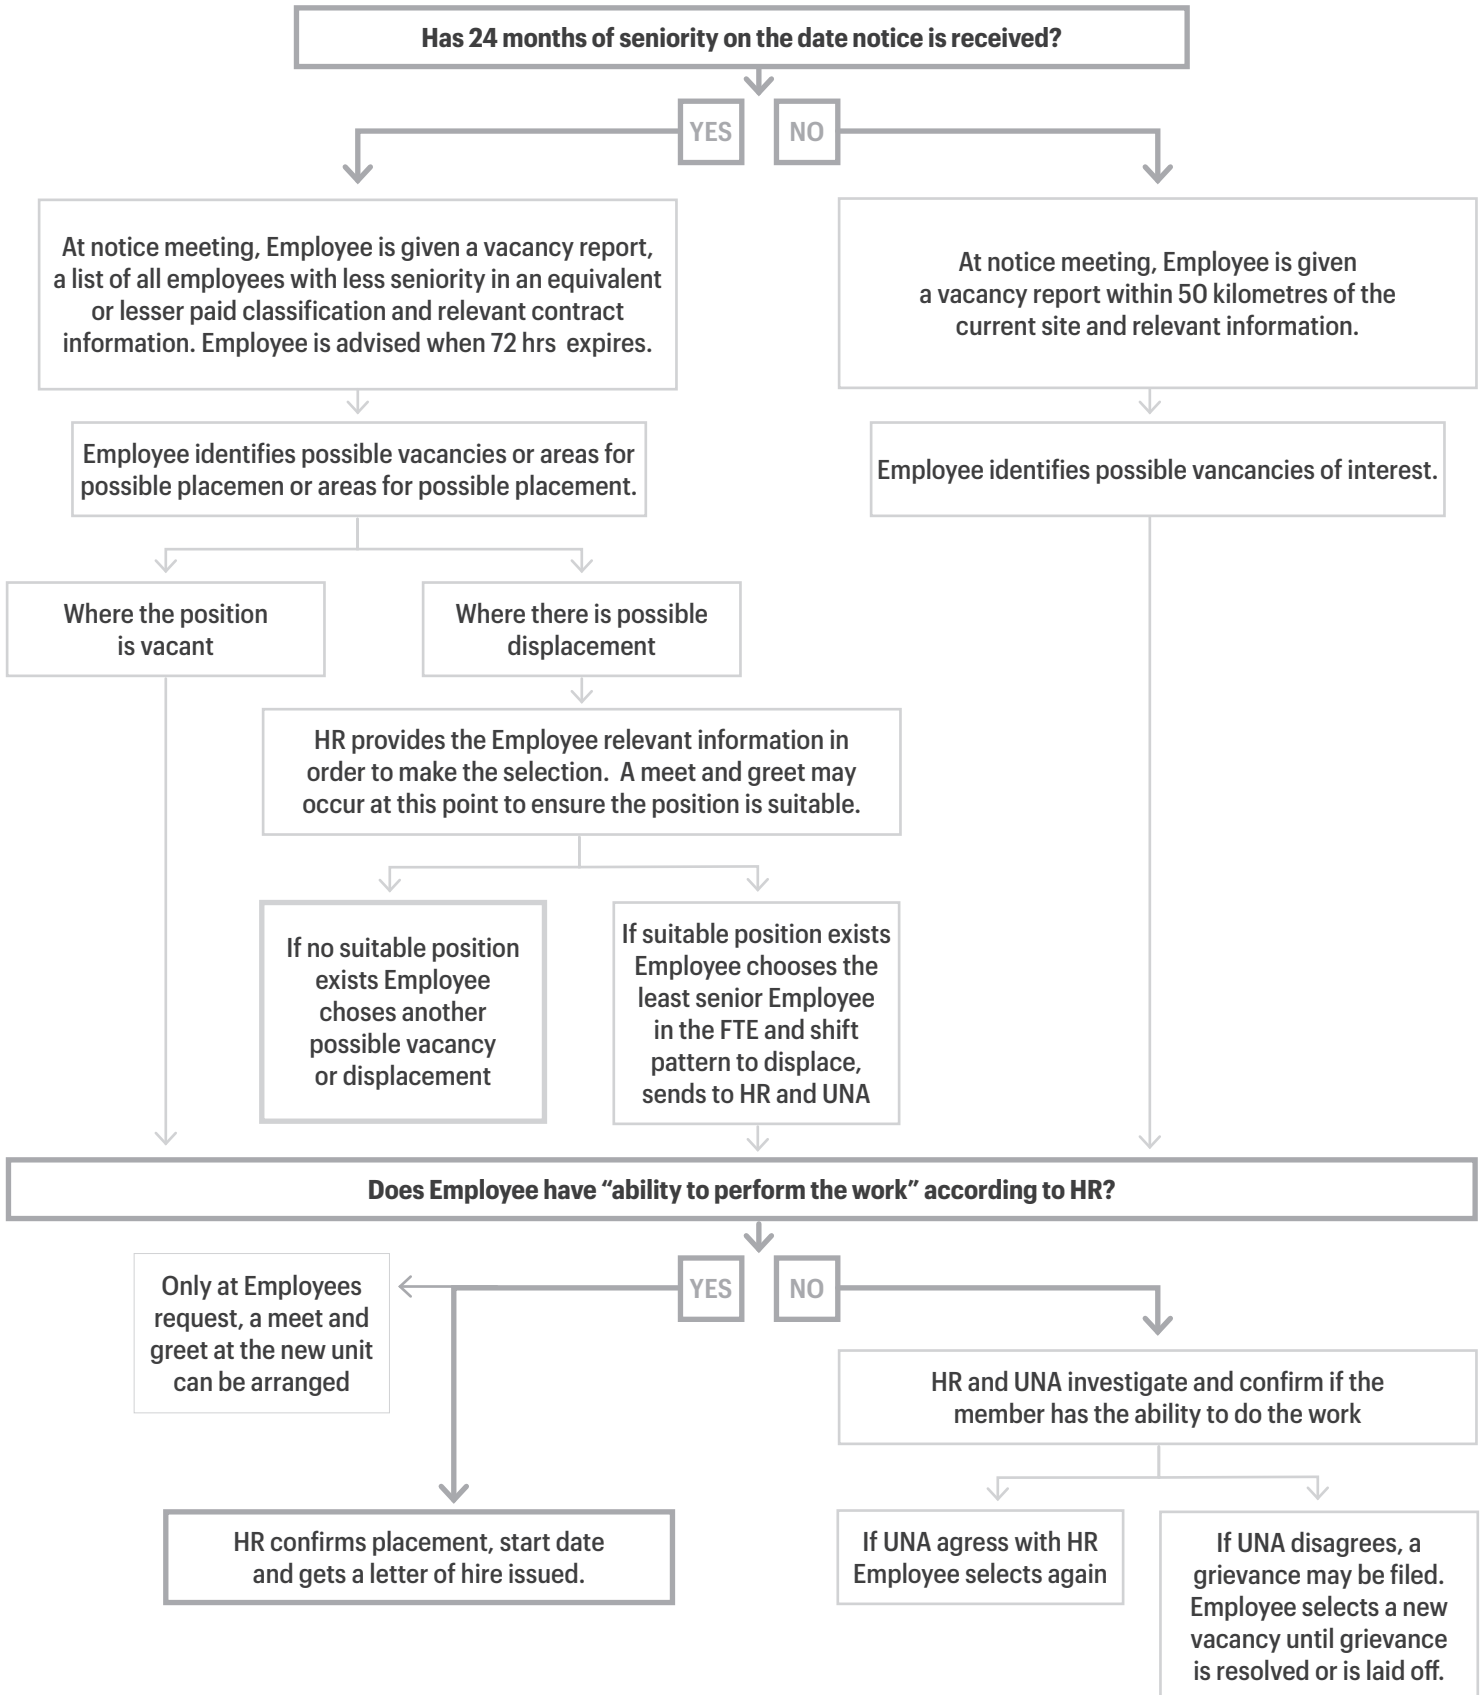 Has 24 months of seniority on the date notice is received?
YES
NO
At notice meeting, Employee is given a vacancy report,
a list of all employees with less seniority in an equivalent
or lesser paid classification and relevant contract
information. Employee is advised when 72 hrs  expires.
At notice meeting, Employee is given
a vacancy report within 50 kilometres of the
current site and relevant information.
Employee identifies possible vacancies or areas for
possible placemen or areas for possible placement.
Employee identifies possible vancancies of interest.
Where the position
is vacant
Where there is possible
displacement
HR provides the Employee relevant information in
order to make the selection.  A meet and greet may
occur at this point to ensure the position is suitable.
If no suitable position
exists Employee
choses another
possible vacancy
or displacement
If suitable position exists
Employee chooses the
least senior Employee
in the FTE and shift
pattern to displace,
sends to HR and UNA
Does Employee have “ability to perform the work” according to HR?
YES
NO
Only at Employees
request, a meet and
greet at the new unit
can be arranged
HR and UNA investigate and confirm if the
member has the ability to do the work
HR confirms placement, start date
and gets a letter of hire issued.
If UNA agress with HR
Employee selects again
If UNA disagrees, a
grievance may be filed.
Employee selects a new
vacancy until grievance
is resolved or is laid off.